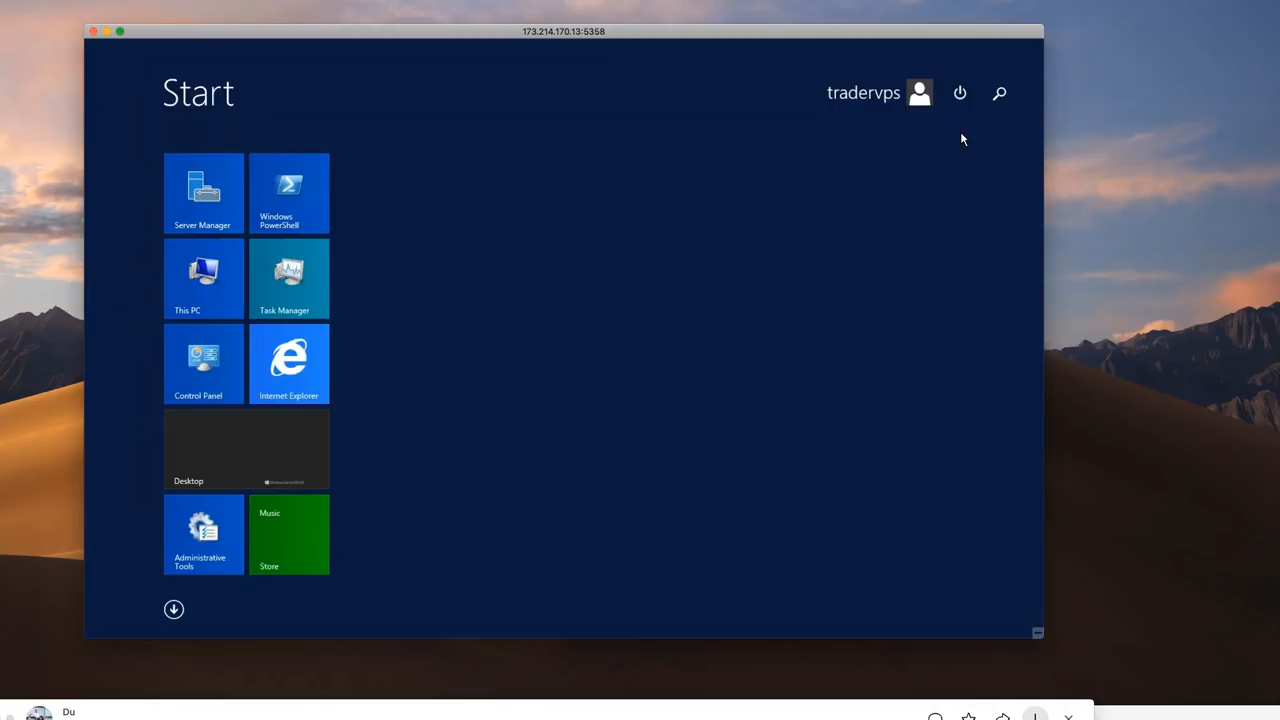 173.214.170.13:5358
Start
tradervps
Server Manager
Windows
PowerShell
This PC
Task Manager
Control Panel
Internet Explorer
Desktop
Administrative
Tools
Music
Store
Du